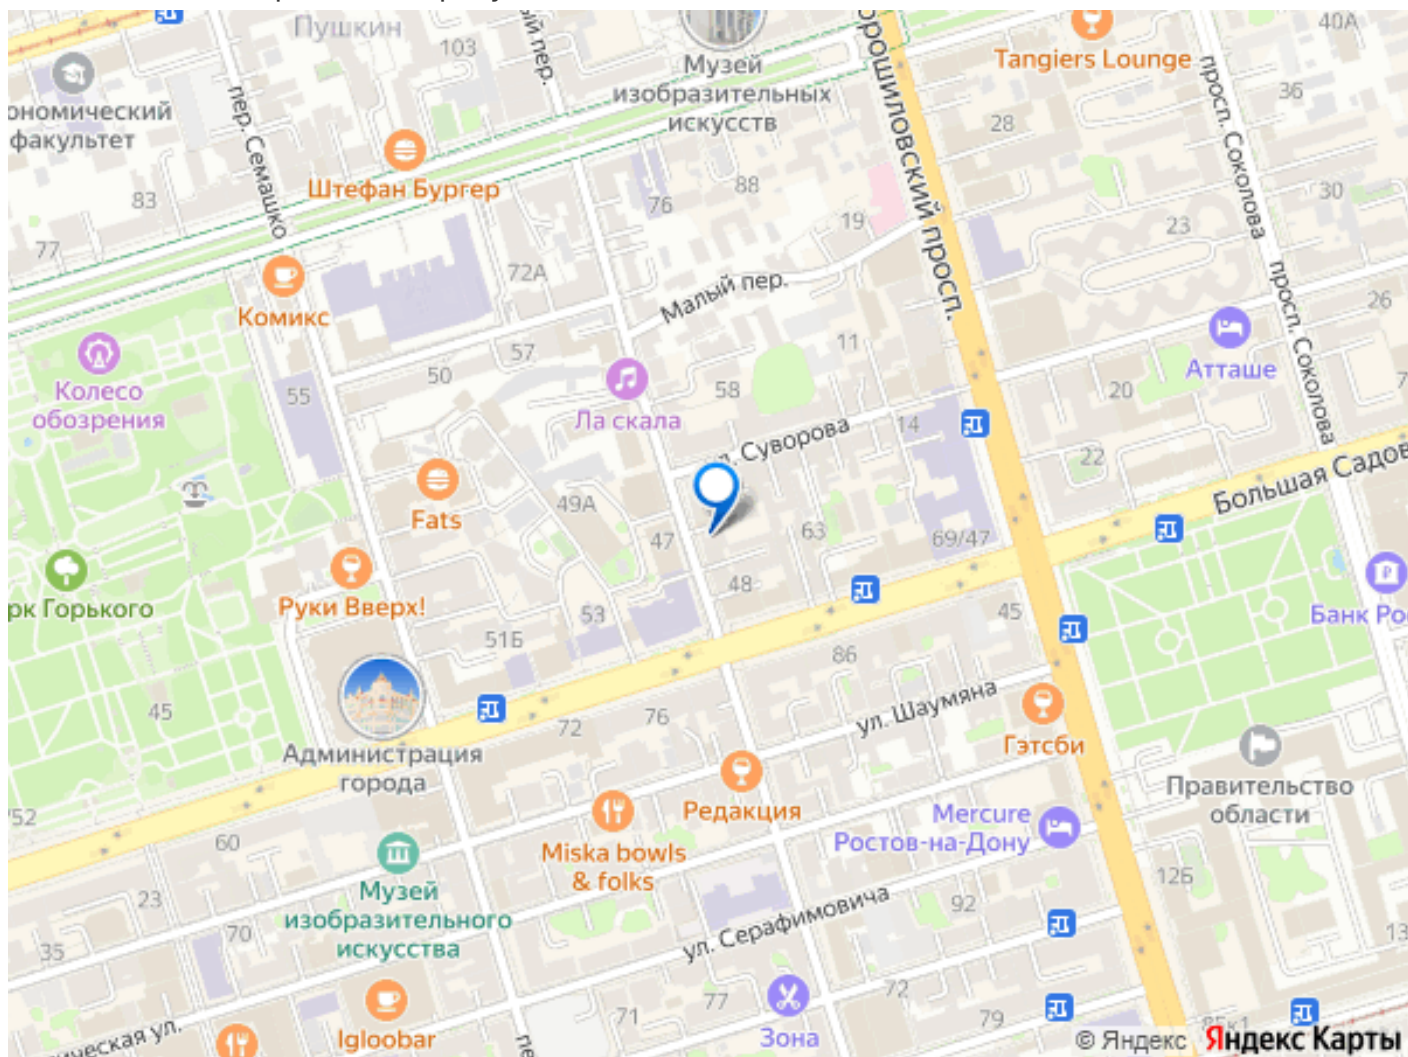 Пушкин
103
Музей
изобразительных
искусств
Tangiers Lounge
40А
36
28
просп. Соколова
пер. Семашко
Штефан Бургер
83
77
88
76
19
30
23
72А
Малый пер.
Комикс
26
Колесо
обозрения
57
50
55
11
58
Ла скала
Атташе
20
просп. Соколова
14
Суворова
22
Большая Садов
Fats
49А
47
63
69/47
48
53
51Б
Руки Вверх!
рк Горького
45
Банк Ро
86
45
ул. Шаумяна
72
76
Администрация
города
Гэтсби
Правительство
области
Редакция
Mercure
Ростов-на-Дону
60
Miska bowls
& folks
Музей
изобразительного
искусства
23
70
35
126
92
ул. Серафимовича
13
72
77
71
79
Зона
Igloobar
© Яндекс Яндекс Карты